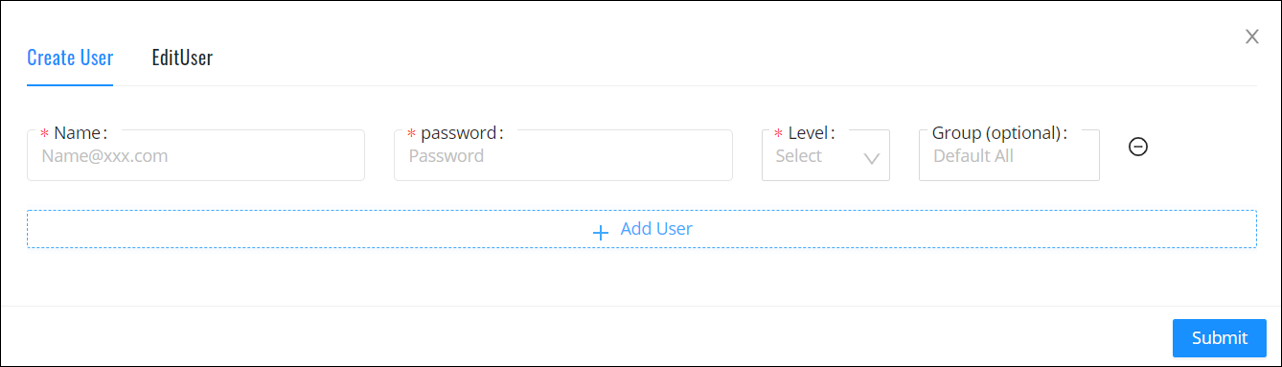 Create User EditUser
* Name: * password: * Level: Group (optional):
Name@xxx.com Password Select Default All
+ Add User
Submit